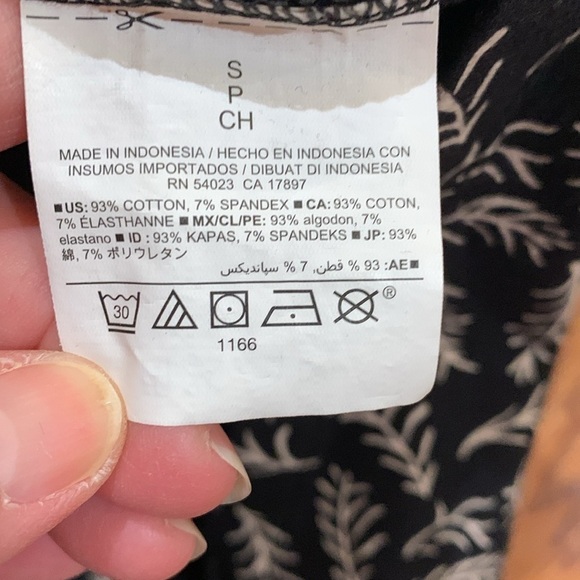 S
P
CH
MADE IN INDONESIA / HECHO EN INDONESIA CON
INSUMOS IMPORTADOS / DIBUAT DI INDONESIA
RN 54023 CA 17897
■US: 93% COTTON, 7% SPANDEX ■ CA: 93% COTON,
7% ÉLASTHANNE ■ MX/CL/PE: 93% algodon, 7%
elastano ■ ID : 93% KAPAS, 7% SPANDEKS ■ JP: 93%
綿, 7% ポリウレタン
■AE: 93 % قطن, 7 % سپاندیکس
30 ®
1166